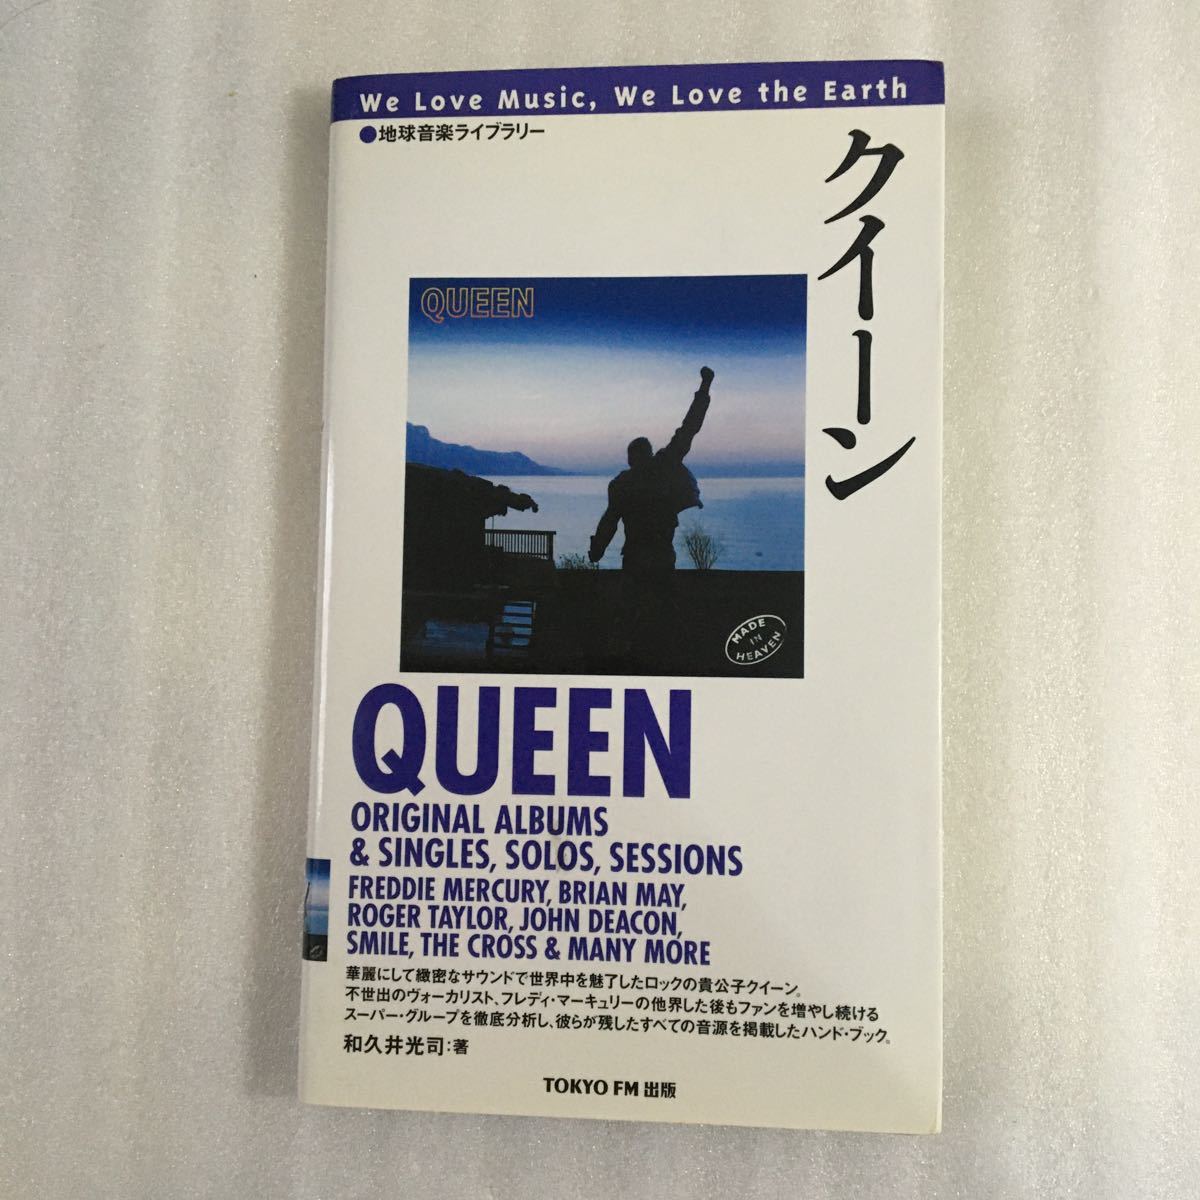 We Love Music, We Love the Earth
●地球音楽ライブラリー
クイーン
QUEEN
MADE
IN
HEAVEN
QUEEN
ORIGINAL ALBUMS
& SINGLES, SOLOS, SESSIONS
FREDDIE MERCURY, BRIAN MAY,
ROGER TAYLOR, JOHN DEACON,
SMILE, THE CROSS & MANY MORE
華麗にして緻密なサウンドで世界中を魅了したロックの貴公子クイーン。
不世出のヴォーカリスト、フレディ・マーキュリーの他界した後もファンを増やし続ける
スーパー・グループを徹底分析し、彼らが残したすべての音源を掲載したハンド・ブック。
和久井光司:著
TOKYO FM 出版